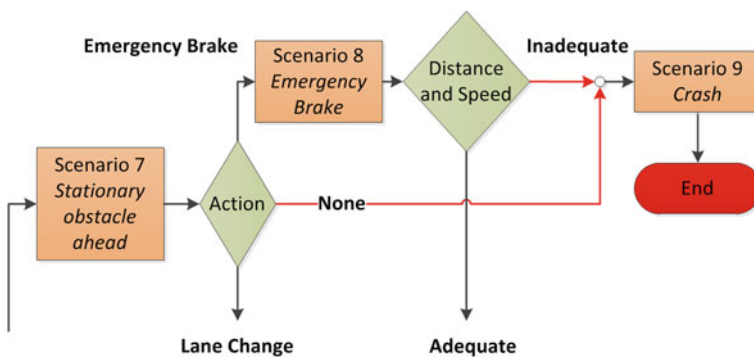 Emergency Brake
Scenario 8
Emergency
Brake
Distance
and Speed
Inadequate
Scenario 9
Crash
Scenario 7
Stationary
obstacle
ahead
Action
None
End
Lane Change
Adequate